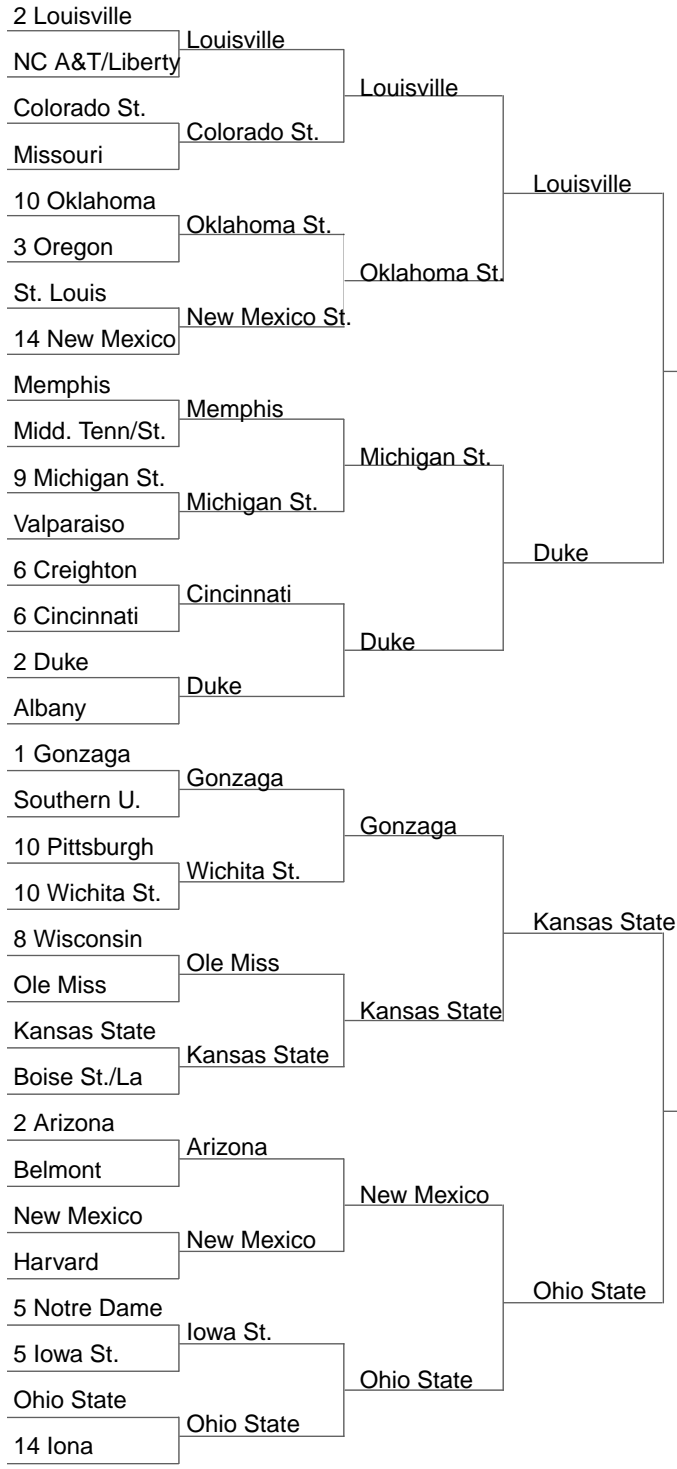 2 Louisville
NC A&T/Liberty
Colorado St.
Missouri
10 Oklahoma
3 Oregon
St. Louis
14 New Mexico
Memphis
Midd. Tenn/St.
9 Michigan St.
Valparaiso
6 Creighton
6 Cincinnati
2 Duke
Albany
1 Gonzaga
Southern U.
10 Pittsburgh
10 Wichita St.
8 Wisconsin
Ole Miss
Kansas State
Boise St./La
2 Arizona
Belmont
New Mexico
Harvard
5 Notre Dame
5 Iowa St.
Ohio State
14 Iona
Louisville
Colorado St.
Oklahoma St.
New Mexico St.
Memphis
Michigan St.
Cincinnati
Duke
Gonzaga
Wichita St.
Ole Miss
Kansas State
Arizona
New Mexico
Iowa St.
Ohio State
Louisville
Oklahoma St.
Michigan St.
Duke
Gonzaga
Kansas State
New Mexico
Ohio State
Louisville
Duke
Kansas State
Ohio State